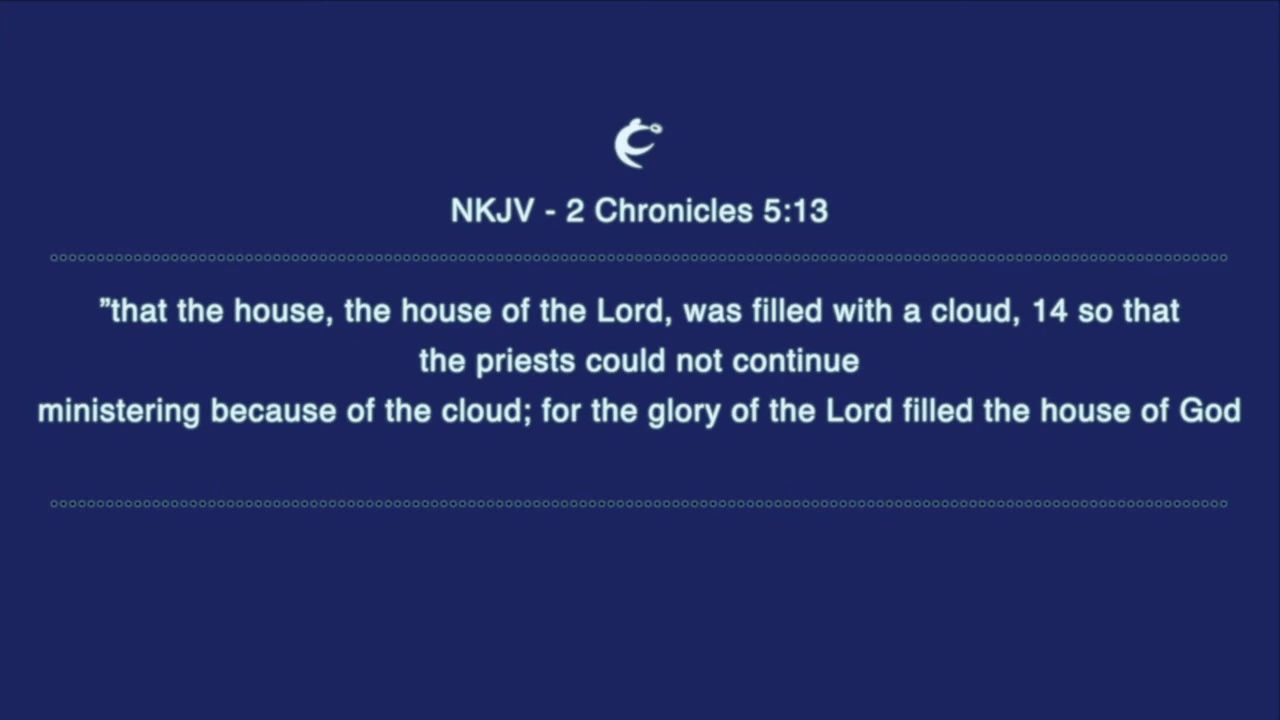 NKJV - 2 Chronicles 5:13
”that the house, the house of the Lord, was filled with a cloud, 14 so that
the priests could not continue
ministering because of the cloud; for the glory of the Lord filled the house of God